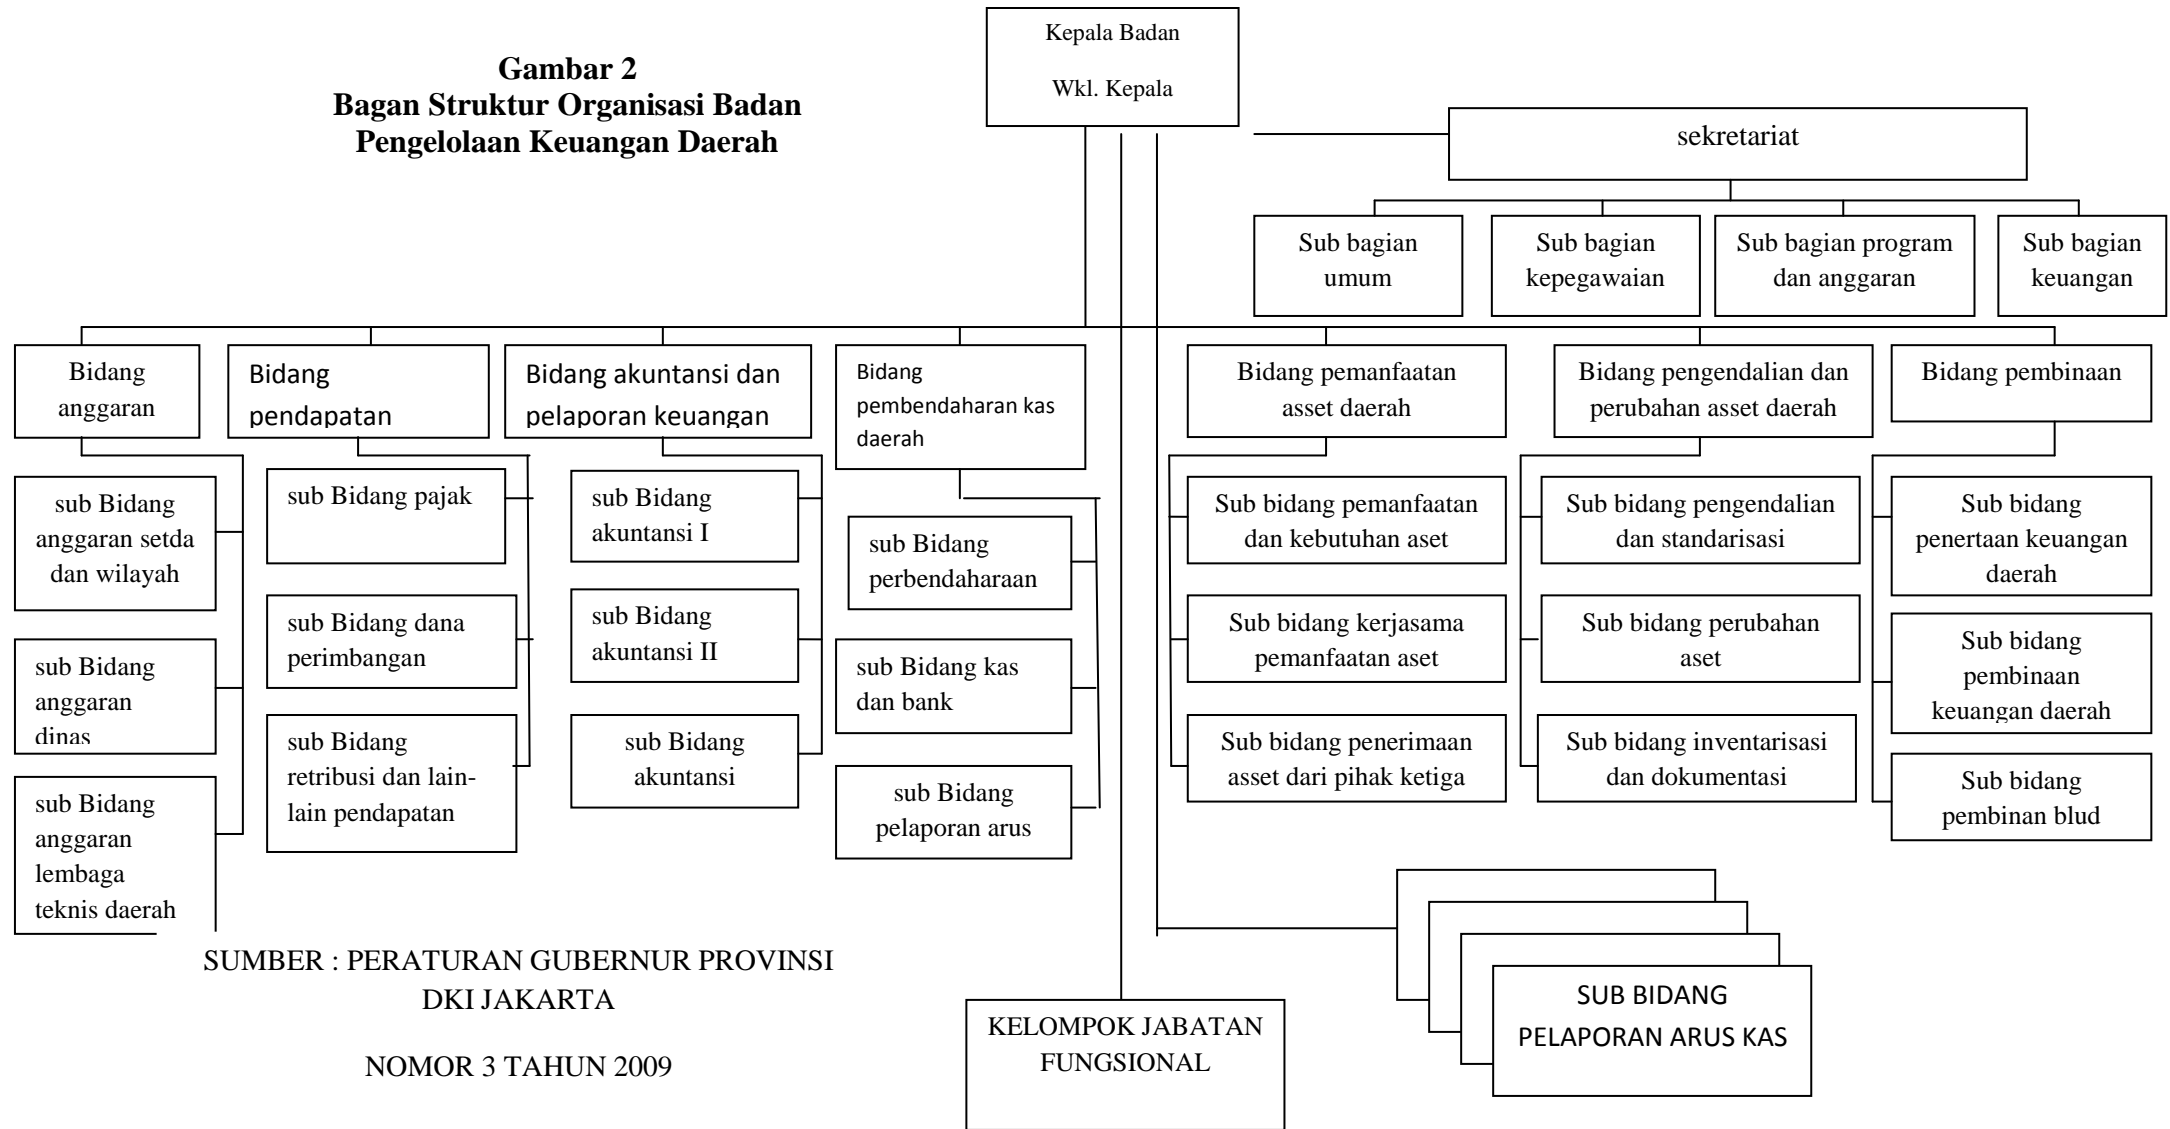 Gambar 2
Bagan Struktur Organisasi Badan
Pengelolaan Keuangan Daerah
Kepala Badan
Wkl. Kepala
sekretariat
Sub bagian
umum
Sub bagian
kepegawaian
Sub bagian program
dan anggaran
Sub bagian
keuangan
Bidang
anggaran
Bidang
pendapatan
Bidang akuntansi dan
pelaporan keuangan
Bidang
pembendaharan kas
daerah
Bidang pemanfaatan
asset daerah
Bidang pengendalian dan
perubahan asset daerah
Bidang pembinaan
sub Bidang
anggaran setda
dan wilayah
sub Bidang
anggaran
dinas
sub Bidang
anggaran
lembaga
teknis daerah
sub Bidang pajak
sub Bidang dana
perimbangan
sub Bidang
retribusi dan lain-
lain pendapatan
sub Bidang
akuntansi I
sub Bidang
akuntansi II
sub Bidang
akuntansi
sub Bidang
perbendaharaan
sub Bidang kas
dan bank
sub Bidang
pelaporan arus
Sub bidang pemanfaatan
dan kebutuhan aset
Sub bidang kerjasama
pemanfaatan aset
Sub bidang penerimaan
asset dari pihak ketiga
Sub bidang pengendalian
dan standarisasi
Sub bidang perubahan
aset
Sub bidang inventarisasi
dan dokumentasi
Sub bidang
penertaan keuangan
daerah
Sub bidang
pembinaan
keuangan daerah
Sub bidang
pembinan blud
SUMBER : PERATURAN GUBERNUR PROVINSI
DKI JAKARTA
NOMOR 3 TAHUN 2009
KELOMPOK JABATAN
FUNGSIONAL
SUB BIDANG
PELAPORAN ARUS KAS